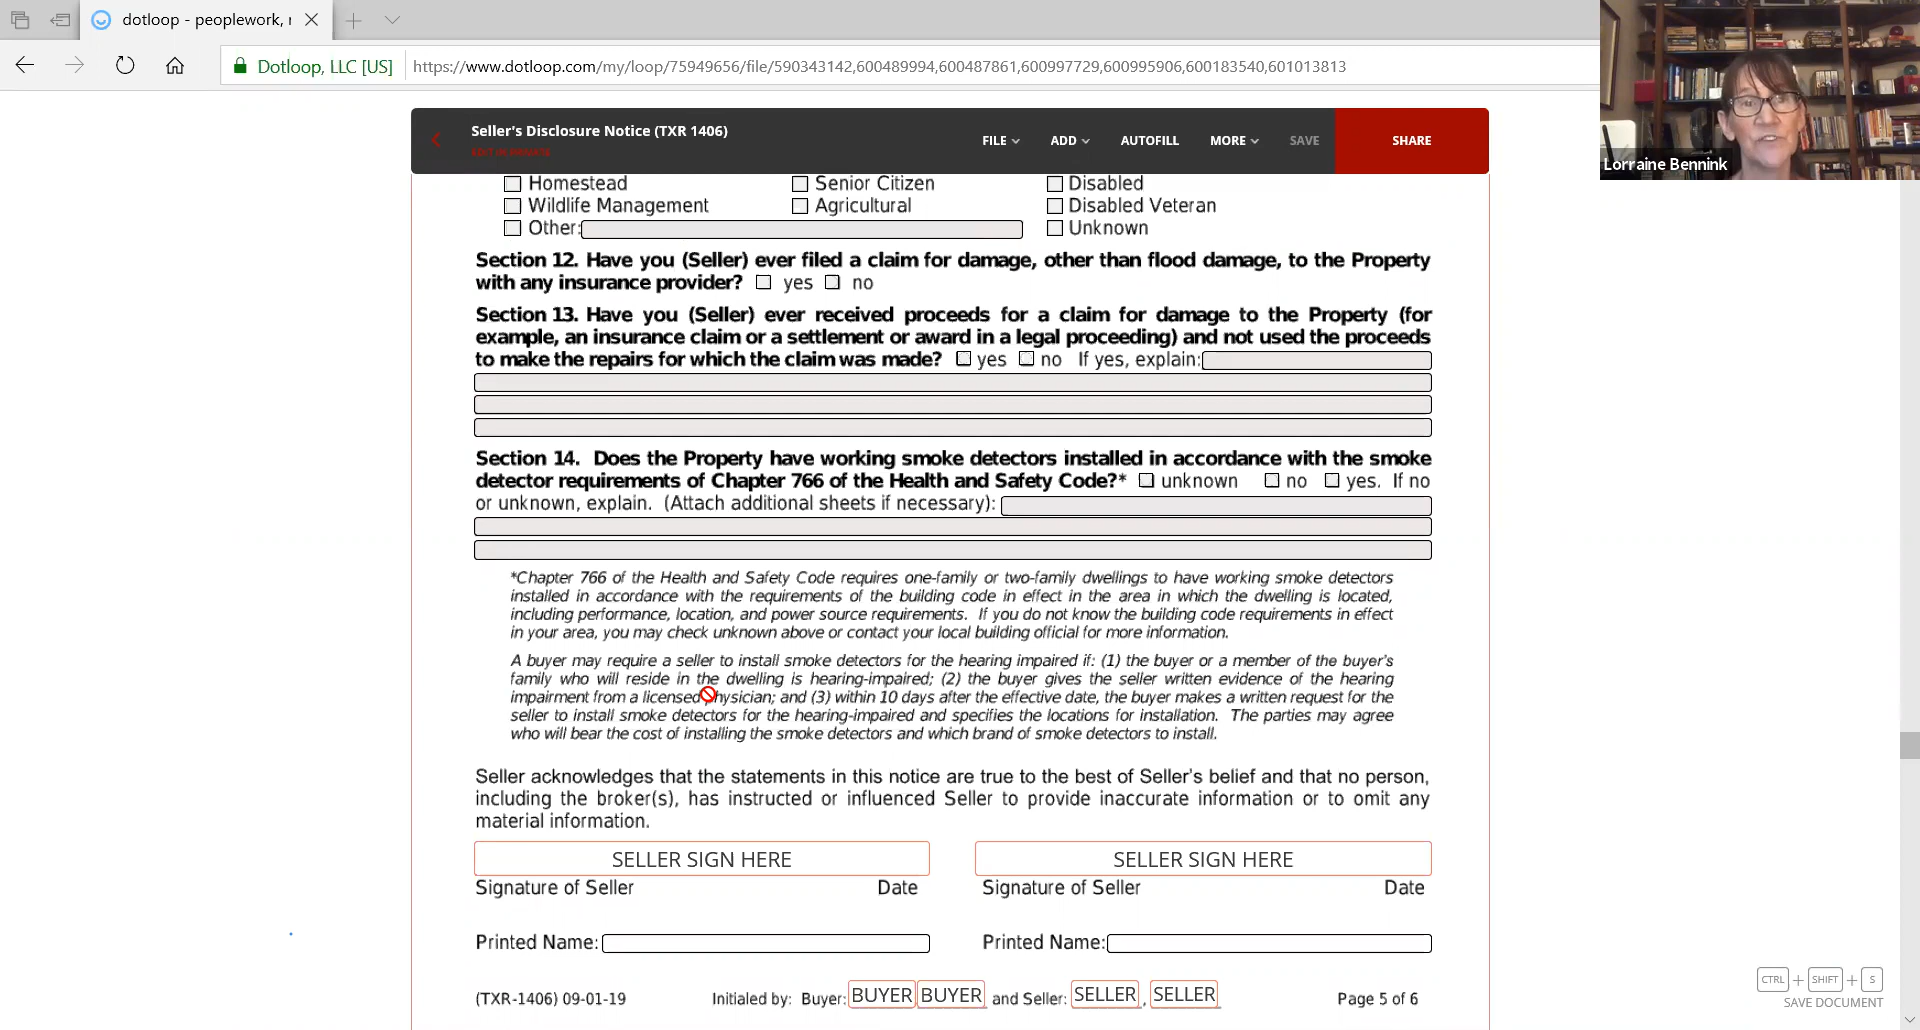 dotloop - peoplework, r
Dotloop, LLC [US]
https://www.dotloop.com/my/loop/75949656/file/590343142,600489994,600487861,600997729,600995906,600183540,601013813
Lorraine Bennink
Seller's Disclosure Notice (TXR 1406)
FILE ADD AUTOFILL MORE SAVE SHARE
Homestead Senior Citizen Disabled
Wildlife Management Agricultural Disabled Veteran
Other: Unknown
Section 12. Have you (Seller) ever filed a claim for damage, other than flood damage, to the Property
with any insurance provider? yes no
Section 13. Have you (Seller) ever received proceeds for a claim for damage to the Property (for
example, an insurance claim or a settlement or award in a legal proceeding) and not used the proceeds
to make the repairs for which the claim was made? yes no If yes, explain:
Section 14. Does the Property have working smoke detectors installed in accordance with the smoke
detector requirements of Chapter 766 of the Health and Safety Code?* unknown no yes. If no
or unknown, explain. (Attach additional sheets if necessary):
*Chapter 766 of the Health and Safety Code requires one-family or two-family dwellings to have working smoke detectors
installed in accordance with the requirements of the building code in effect in the area in which the dwelling is located,
including performance, location, and power source requirements. If you do not know the building code requirements in effect
in your area, you may check unknown above or contact your local building official for more information.
A buyer may require a seller to install smoke detectors for the hearing impaired if: (1) the buyer or a member of the buyer's
family who will reside in the dwelling is hearing-impaired; (2) the buyer gives the seller written evidence of the hearing
impairment from a licensed physician; and (3) within 10 days after the effective date, the buyer makes a written request for the
seller to install smoke detectors for the hearing-impaired and specifies the locations for installation. The parties may agree
who will bear the cost of installing the smoke detectors and which brand of smoke detectors to install.
Seller acknowledges that the statements in this notice are true to the best of Seller's belief and that no person,
including the broker(s), has instructed or influenced Seller to provide inaccurate information or to omit any
material information.
SELLER SIGN HERE SELLER SIGN HERE
Signature of Seller Date Signature of Seller Date
Printed Name: Printed Name:
(TXR-1406) 09-01-19 Initialed by: Buyer: BUYER BUYER and Seller: SELLER , SELLER Page 5 of 6
CTRL + SHIFT + S
SAVE DOCUMENT